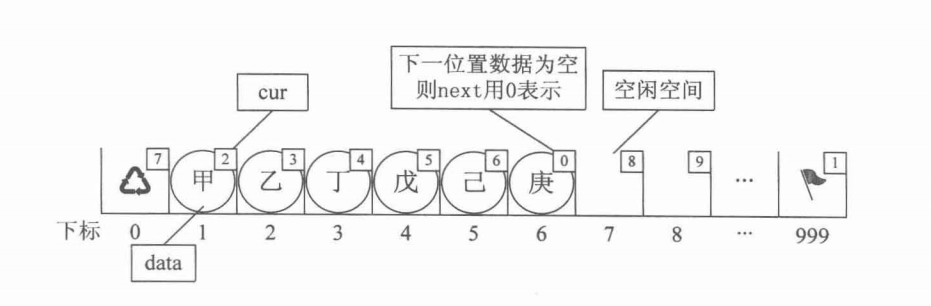 下一位置数据为空
则next用0表示
cur
空闲空间
7 2 3 4 5 6 0 8 9 1
甲 乙 丁 戊 己 庚 ...
下标 0 1 2 3 4 5 6 7 8 ... 999
data